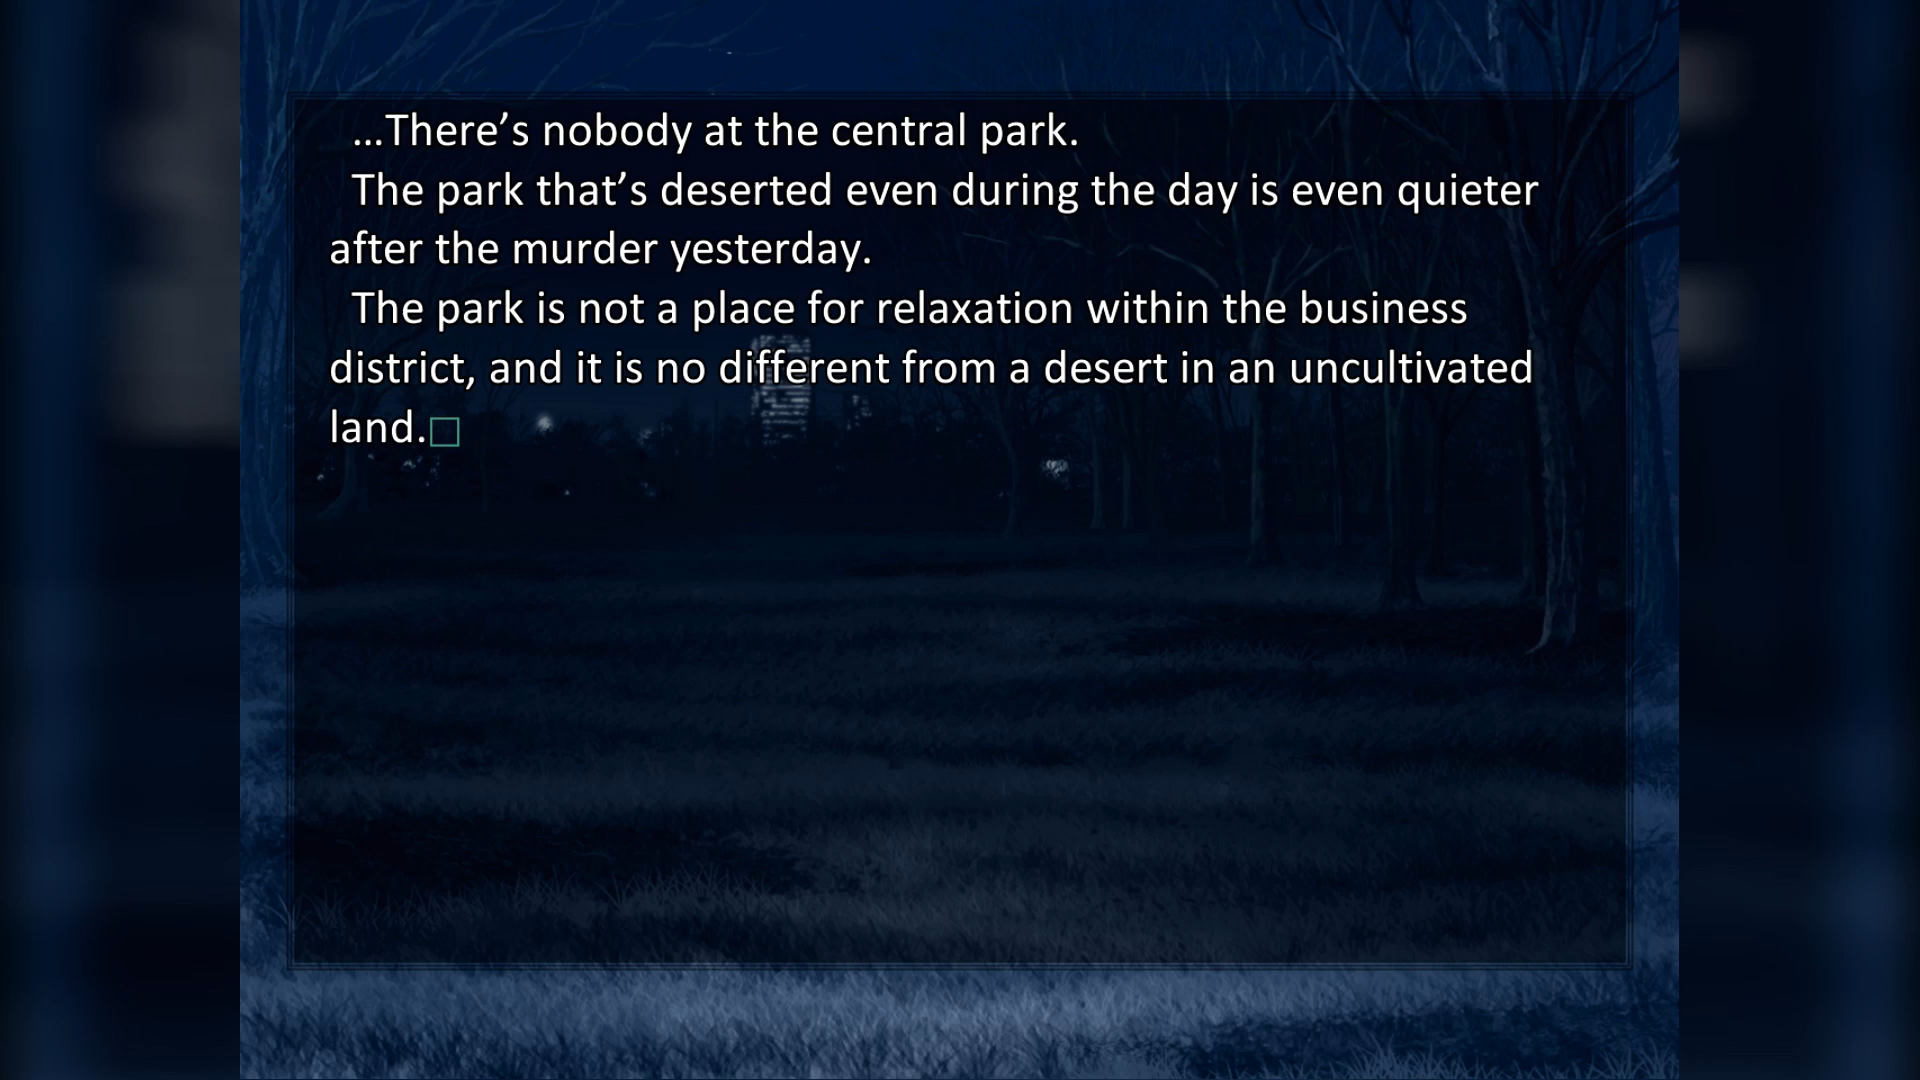 …There’s nobody at the central park.
The park that’s deserted even during the day is even quieter
after the murder yesterday.
The park is not a place for relaxation within the business
district, and it is no different from a desert in an uncultivated
land.